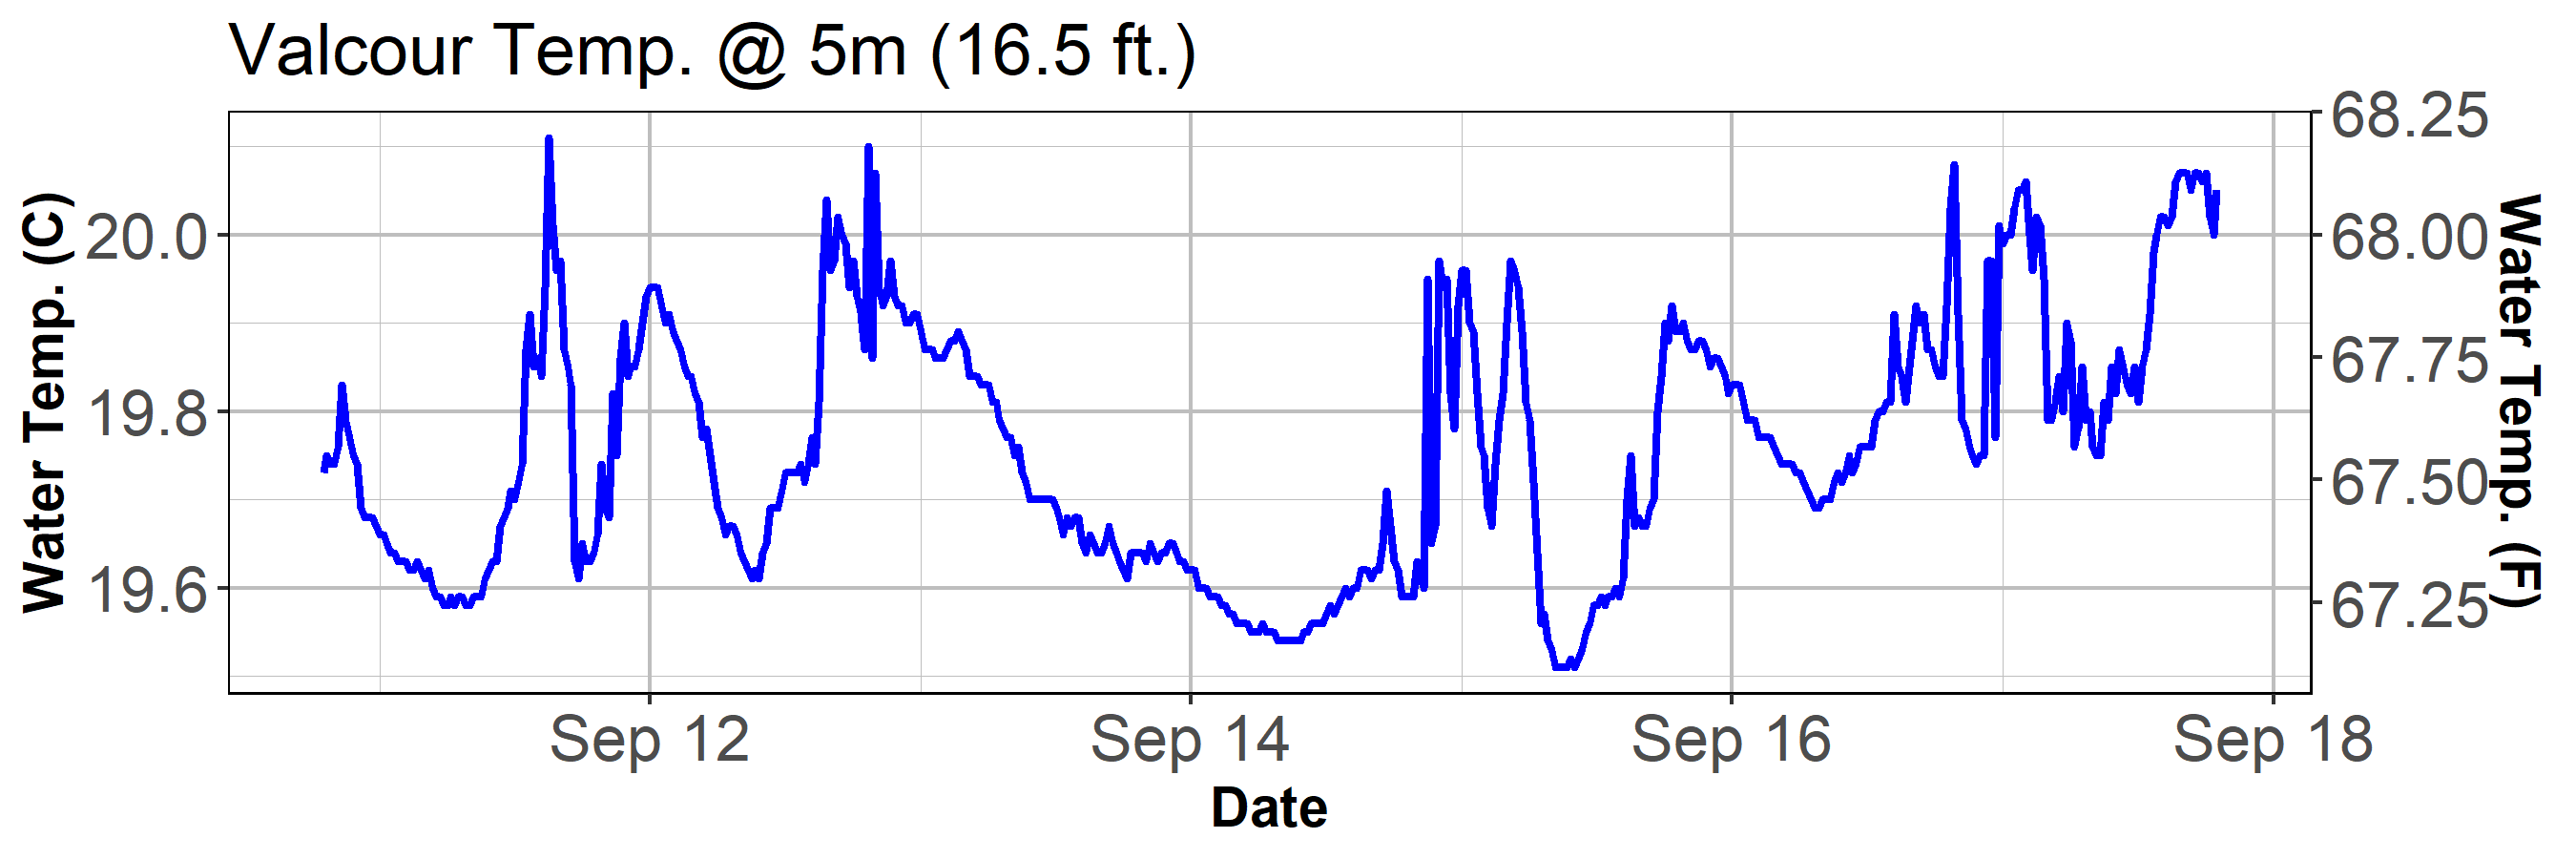 Valcour Temp. @ 5m (16.5 ft.)
Water Temp. (C)
20.0
19.8
19.6
68.25
68.00
67.75
67.50
67.25
Water Temp. (F)
Sep 12
Sep 14
Sep 16
Sep 18
Date